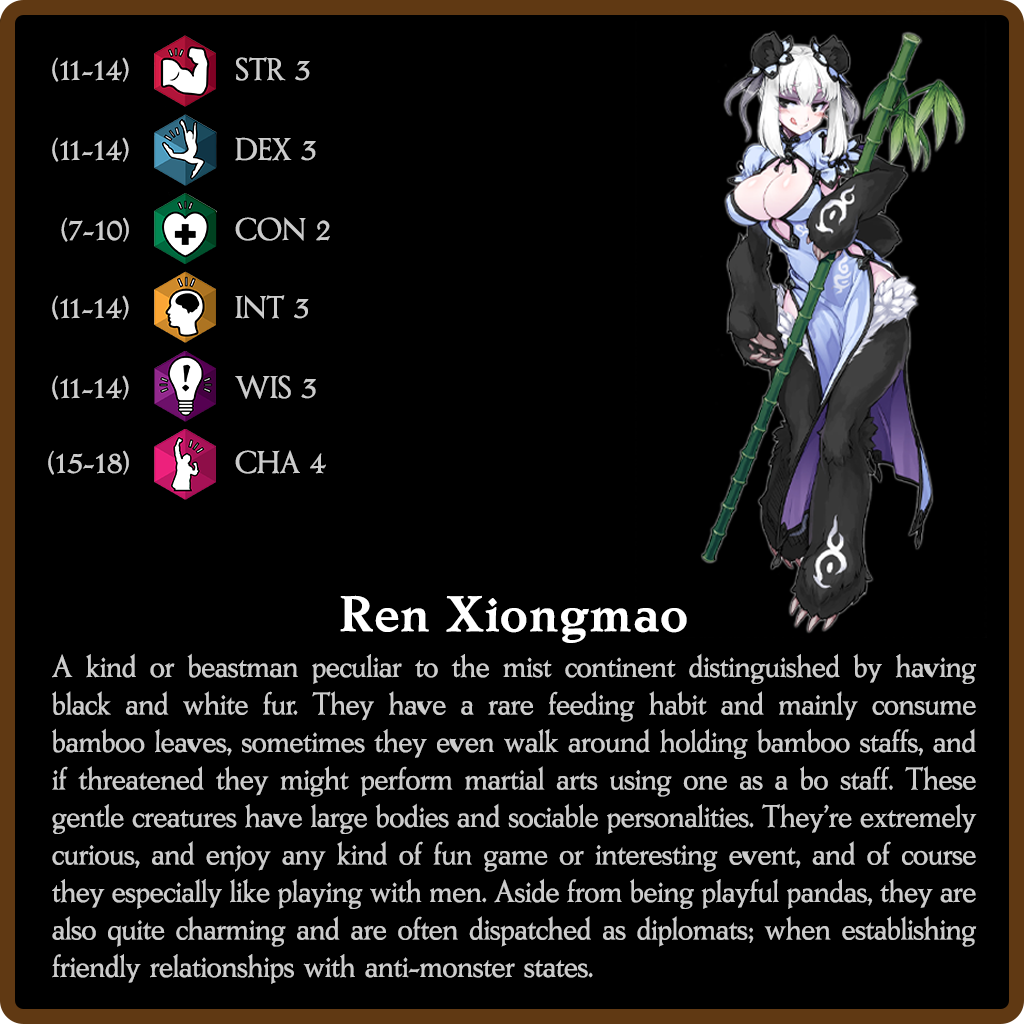 (11-14) STR 3
(11-14) DEX 3
(7-10) CON 2
(11-14) INT 3
(11-14) WIS 3
(15-18) CHA 4
Ren Xiongmao
A kind or beastman peculiar to the mist continent distinguished by having
black and white fur. They have a rare feeding habit and mainly consume
bamboo leaves, sometimes they even walk around holding bamboo staffs, and
if threatened they might perform martial arts using one as a bo staff. These
gentle creatures have large bodies and sociable personalities. They're extremely
curious, and enjoy any kind of fun game or interesting event, and of course
they especially like playing with men. Aside from being playful pandas, they are
also quite charming and are often dispatched as diplomats; when establishing
friendly relationships with anti-monster states.